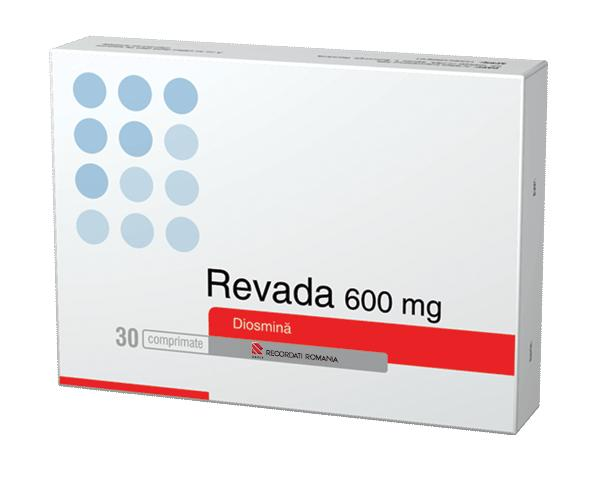 Revada 600 mg
Diosmină
30 comprimate
RECORDATI ROMANIA